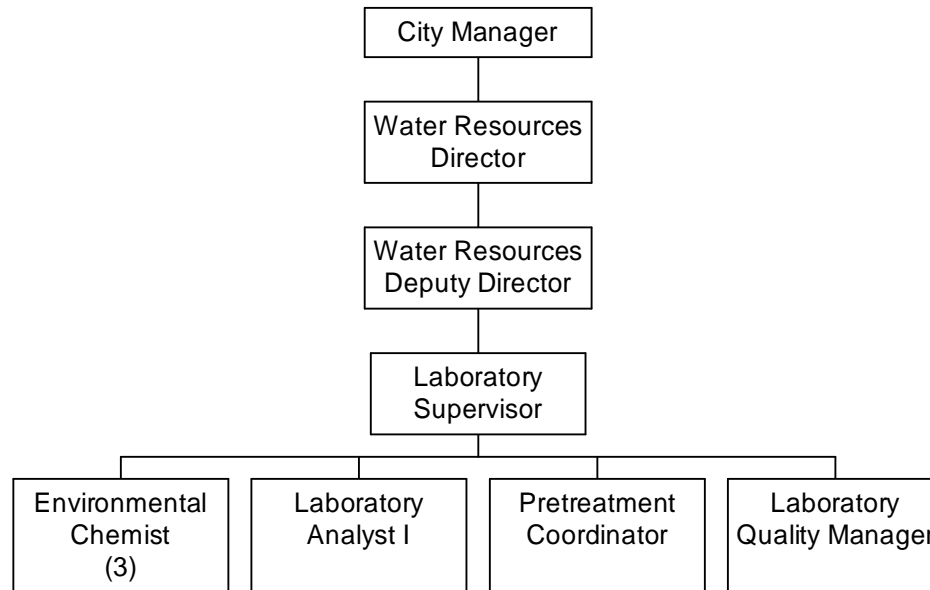 City Manager
Water Resources
Director
Water Resources
Deputy Director
Laboratory
Supervisor
Environmental
Chemist
(3)
Laboratory
Analyst I
Pretreatment
Coordinator
Laboratory
Quality Manager